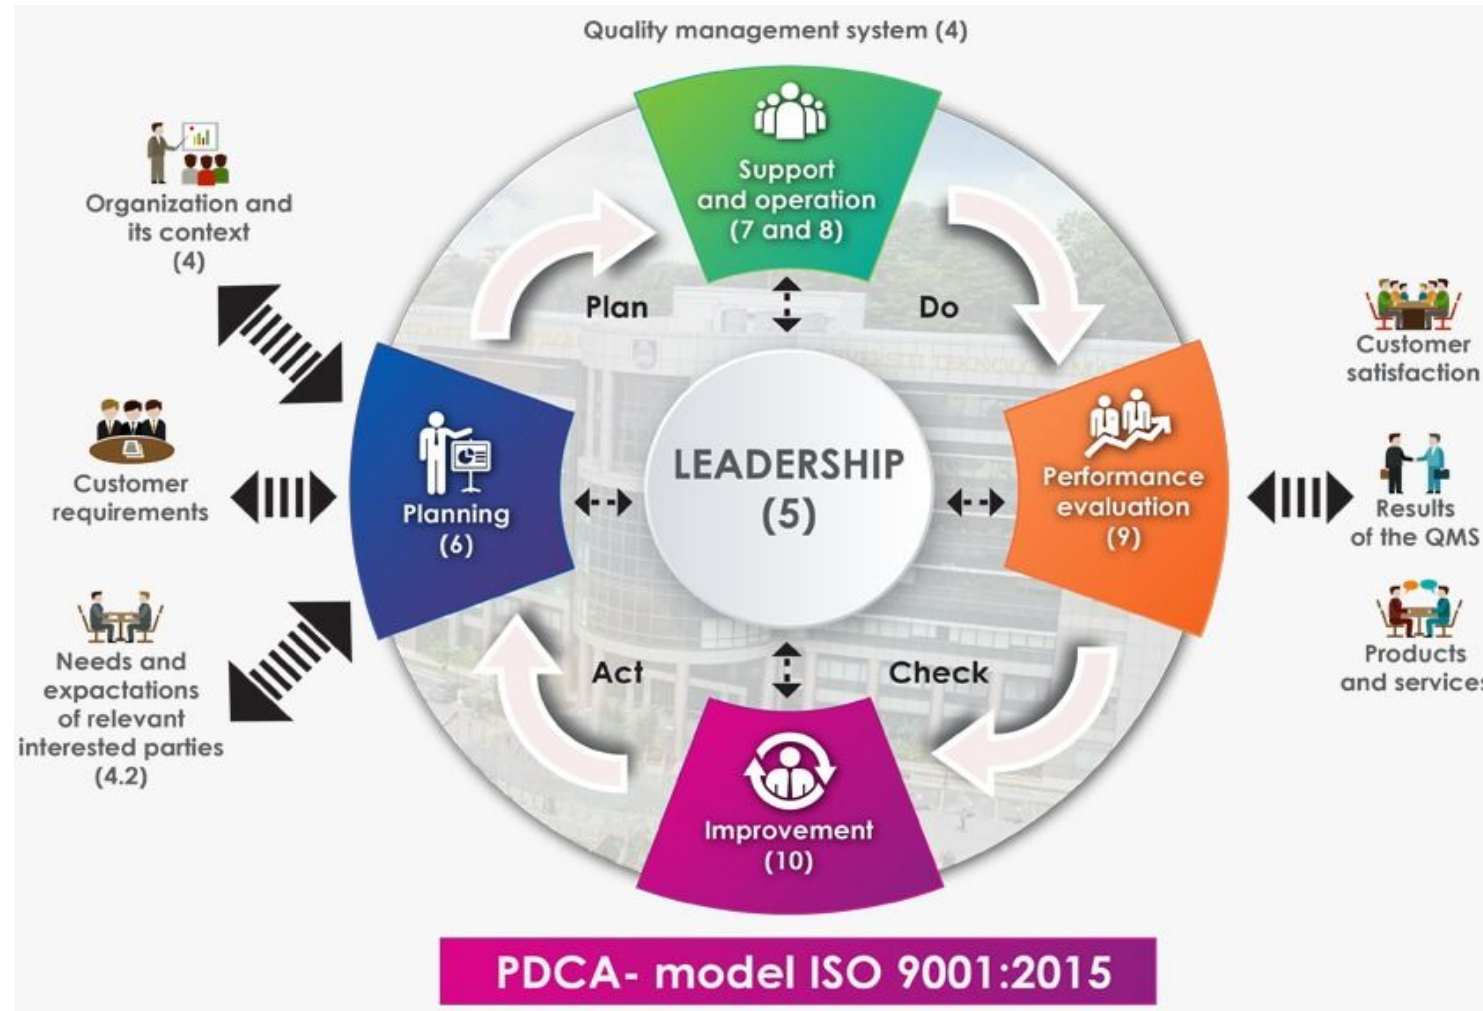 Quality management system (4)
Organization and
its context
(4)
Customer
requirements
Needs and
expactations
of relevant
interested parties
(4.2)
Support
and operation
(7 and 8)
Plan
Do
Planning
(6)
LEADERSHIP
(5)
Performance
evaluation
(9)
Act
Check
Improvement
(10)
Customer
satisfaction
Results
of the QMS
Products
and services
PDCA- model ISO 9001:2015